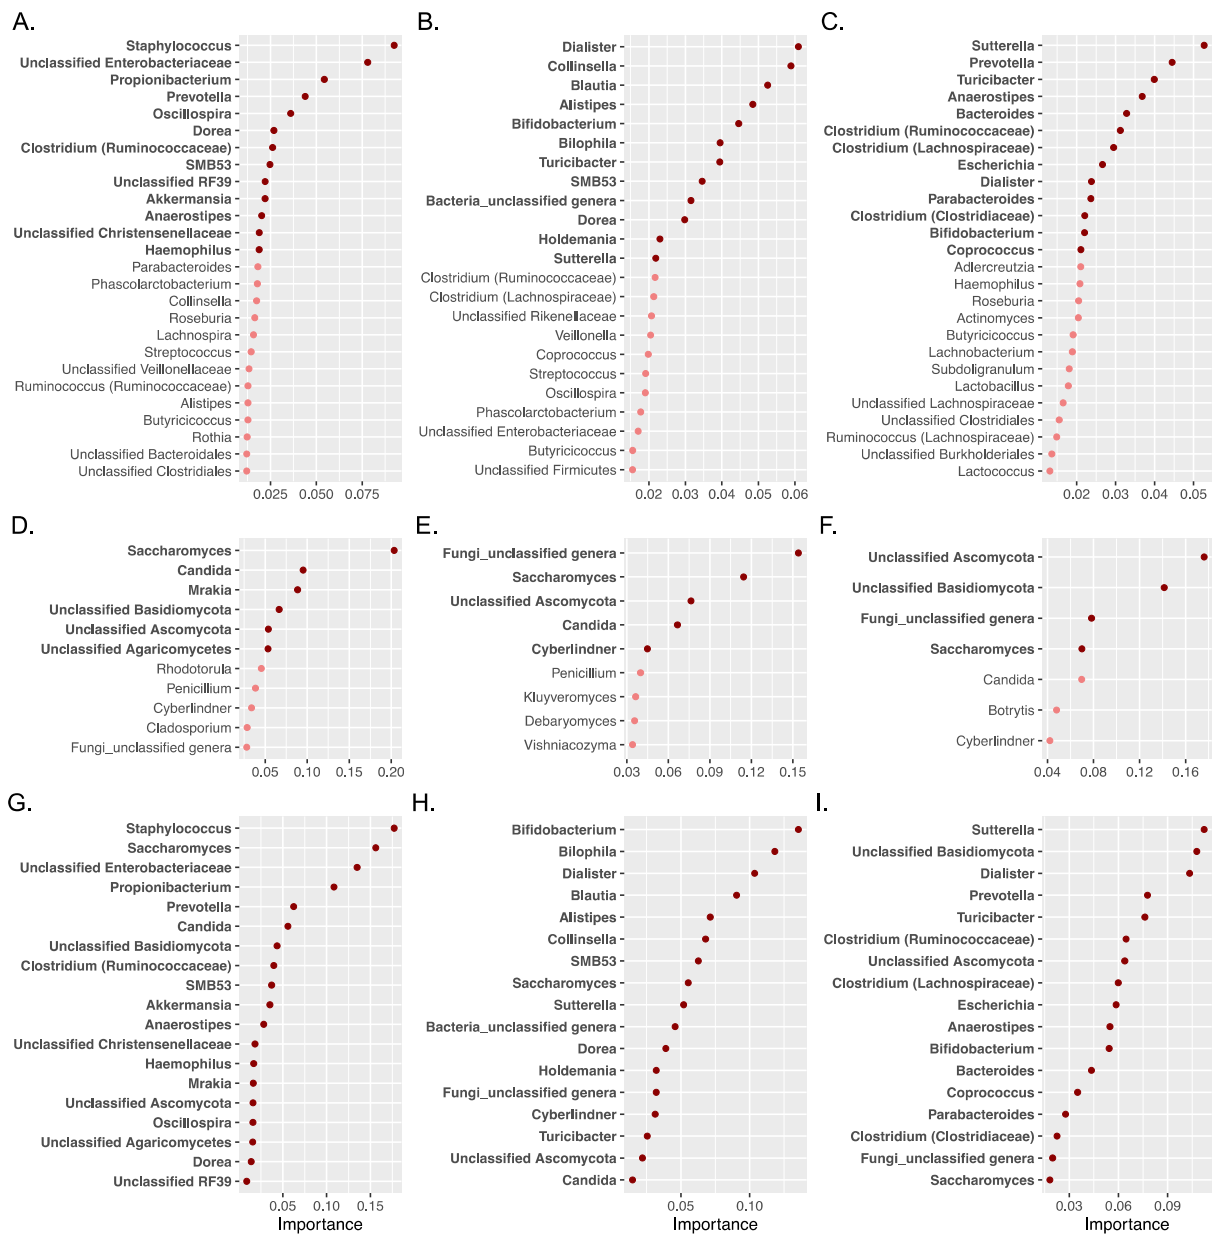 A.
Staphylococcus
Unclassified Enterobacteriaceae
Propionibacterium
Prevotella
Oscillospira
Dorea
Clostridium (Ruminococcaceae)
SMB53
Unclassified RF39
Akkermansia
Anaerostipes
Unclassified Christensenellaceae
Haemophilus
Parabacteroides
Phascolarctobacterium
Collinsella
Roseburia
Lachnospira
Streptococcus
Unclassified Veillonellaceae
Ruminococcus (Ruminococcaceae)
Alistipes
Butyricicoccus
Rothia
Unclassified Bacteroidales
Unclassified Clostridiales
0.025 0.050 0.075
B.
Dialister
Collinsella
Blautia
Alistipes
Bifidobacterium
Bilophila
Turicibacter
SMB53
Bacteria_unclassified genera
Dorea
Holdemania
Sutterella
Clostridium (Ruminococcaceae)
Clostridium (Lachnospiraceae)
Unclassified Rikenellaceae
Veillonella
Coprococcus
Streptococcus
Oscillospira
Phascolarctobacterium
Unclassified Enterobacteriaceae
Butyricicoccus
Unclassified Firmicutes
0.02 0.03 0.04 0.05 0.06
C.
Sutterella
Prevotella
Turicibacter
Anaerostipes
Bacteroides
Clostridium (Ruminococcaceae)
Clostridium (Lachnospiraceae)
Escherichia
Dialister
Parabacteroides
Clostridium (Clostridiaceae)
Bifidobacterium
Coprococcus
Adlercreutzia
Haemophilus
Roseburia
Actinomyces
Butyricicoccus
Lachnobacterium
Subdoligranulum
Lactobacillus
Unclassified Lachnospiraceae
Unclassified Clostridiales
Ruminococcus (Lachnospiraceae)
Unclassified Burkholderiales
Lactococcus
0.02 0.03 0.04 0.05
D.
Saccharomyces
Candida
Mrakia
Unclassified Basidiomycota
Unclassified Ascomycota
Unclassified Agaricomycetes
Rhodotorula
Penicillium
Cyberlindner
Cladosporium
Fungi_unclassified genera
0.05 0.10 0.15 0.20
E.
Fungi_unclassified genera
Saccharomyces
Unclassified Ascomycota
Candida
Cyberlindner
Penicillium
Kluyveromyces
Debaryomyces
Vishniacozyma
0.03 0.06 0.09 0.12 0.15
F.
Unclassified Ascomycota
Unclassified Basidiomycota
Fungi_unclassified genera
Saccharomyces
Candida
Botrytis
Cyberlindner
0.04 0.08 0.12 0.16
G.
Staphylococcus
Saccharomyces
Unclassified Enterobacteriaceae
Propionibacterium
Prevotella
Candida
Unclassified Basidiomycota
Clostridium (Ruminococcaceae)
SMB53
Akkermansia
Anaerostipes
Unclassified Christensenellaceae
Haemophilus
Mrakia
Unclassified Ascomycota
Oscillospira
Unclassified Agaricomycetes
Dorea
Unclassified RF39
0.05 0.10 0.15
Importance
H.
Bifidobacterium
Bilophila
Dialister
Blautia
Alistipes
Collinsella
SMB53
Saccharomyces
Sutterella
Bacteria_unclassified genera
Dorea
Holdemania
Fungi_unclassified genera
Cyberlindner
Turicibacter
Unclassified Ascomycota
Candida
0.05 0.10
Importance
I.
Sutterella
Unclassified Basidiomycota
Dialister
Prevotella
Turicibacter
Clostridium (Ruminococcaceae)
Unclassified Ascomycota
Clostridium (Lachnospiraceae)
Escherichia
Anaerostipes
Bifidobacterium
Bacteroides
Coprococcus
Parabacteroides
Clostridium (Clostridiaceae)
Fungi_unclassified genera
Saccharomyces
0.03 0.06 0.09
Importance